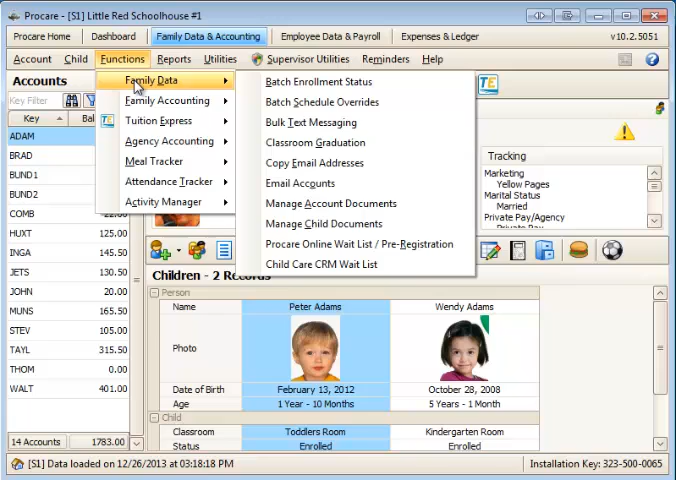 Procare - [S1] Little Red Schoolhouse #1
Procare Home Dashboard Family Data & Accounting Employee Data & Payroll Expenses & Ledger v10.2.5051
Account Child Functions Reports Utilities Supervisor Utilities Reminders Help
Accounts
Key Filter
Key Bal
ADAM
BRAD
BUND1
BUND2
COMB
HUXT 125.00
INGA 145.50
JETS 130.50
JOHN 20.00
MUNS 165.50
STEV 105.00
TAYL 315.50
THOM 0.00
WALT 401.00
14 Accounts 1783.00
Family Data
Family Accounting
TE Tuition Express
Agency Accounting
Meal Tracker
Attendance Tracker
Activity Manager
Batch Enrollment Status
Batch Schedule Overrides
Bulk Text Messaging
Classroom Graduation
Copy Email Addresses
Email Accounts
Manage Account Documents
Manage Child Documents
Procare Online Wait List / Pre-Registration
Child Care CRM Wait List
TE
Tracking
Marketing
Yellow Pages
Marital Status
Married
Private Pay/Agency
Children - 2 Records
Person
Name Peter Adams Wendy Adams
Photo
Date of Birth February 13, 2012 October 28, 2008
Age 1 Year - 10 Months 5 Years - 1 Month
Child
Classroom Toddlers Room Kindergarten Room
Status Enrolled Enrolled
[S1] Data loaded on 12/26/2013 at 03:18:18 PM Installation Key: 323-500-0065